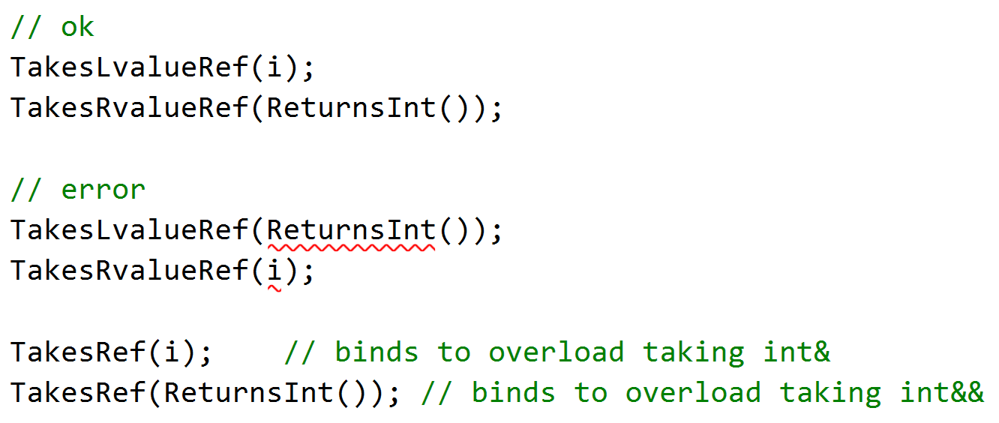 // ok
TakesLvalueRef(i);
TakesRvalueRef(ReturnsInt());
// error
TakesLvalueRef(ReturnsInt());
TakesRvalueRef(i);
TakesRef(i);    // binds to overload taking int&
TakesRef(ReturnsInt()); // binds to overload taking int&&